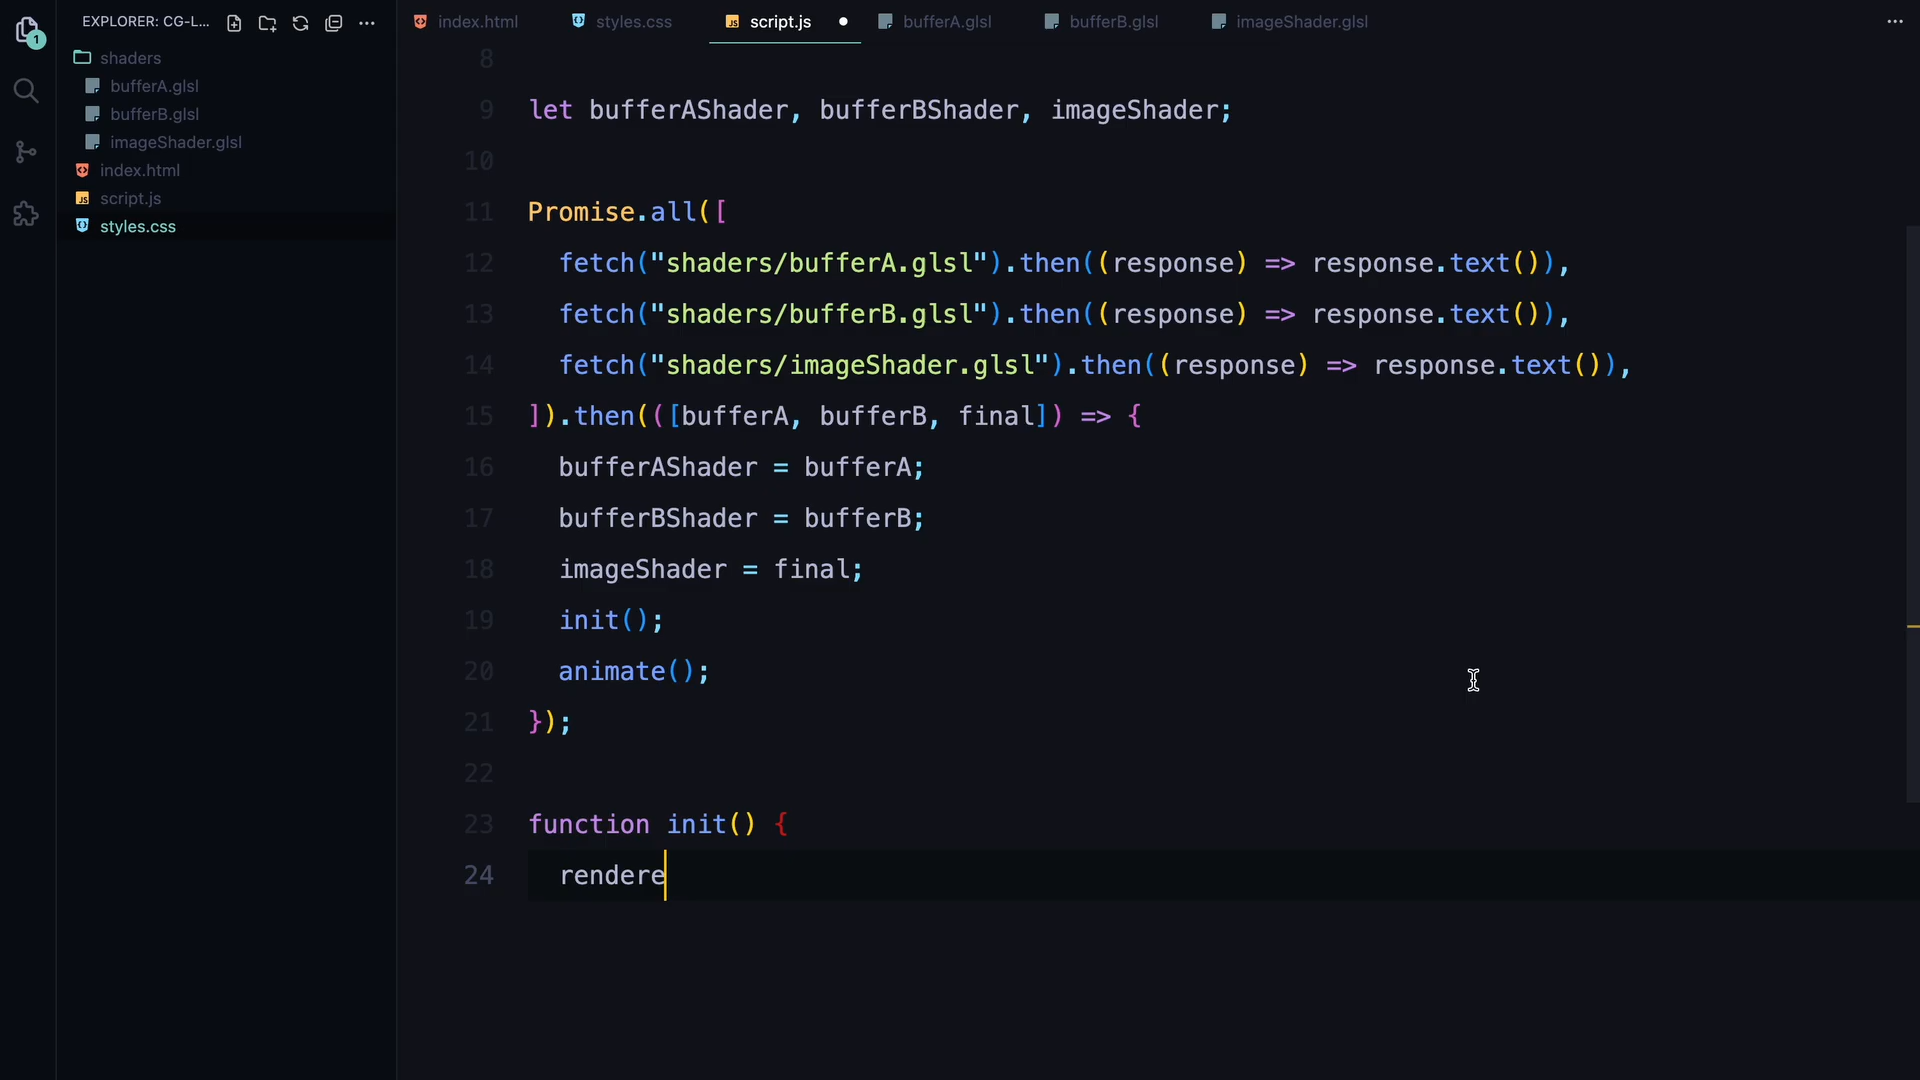 EXPLORER: CG-L...
1
shaders
bufferA.glsl
bufferB.glsl
imageShader.glsl
index.html
script.js
styles.css
index.html
styles.css
script.js
bufferA.glsl
bufferB.glsl
imageShader.glsl
8
9 let bufferAShader, bufferBShader, imageShader;
10
11 Promise.all([
12 fetch("shaders/bufferA.glsl").then((response) => response.text()),
13 fetch("shaders/bufferB.glsl").then((response) => response.text()),
14 fetch("shaders/imageShader.glsl").then((response) => response.text()),
15 ]).then(([bufferA, bufferB, final]) => {
16 bufferAShader = bufferA;
17 bufferBShader = bufferB;
18 imageShader = final;
19 init();
20 animate();
21 });
22
23 function init() {
24 rendere